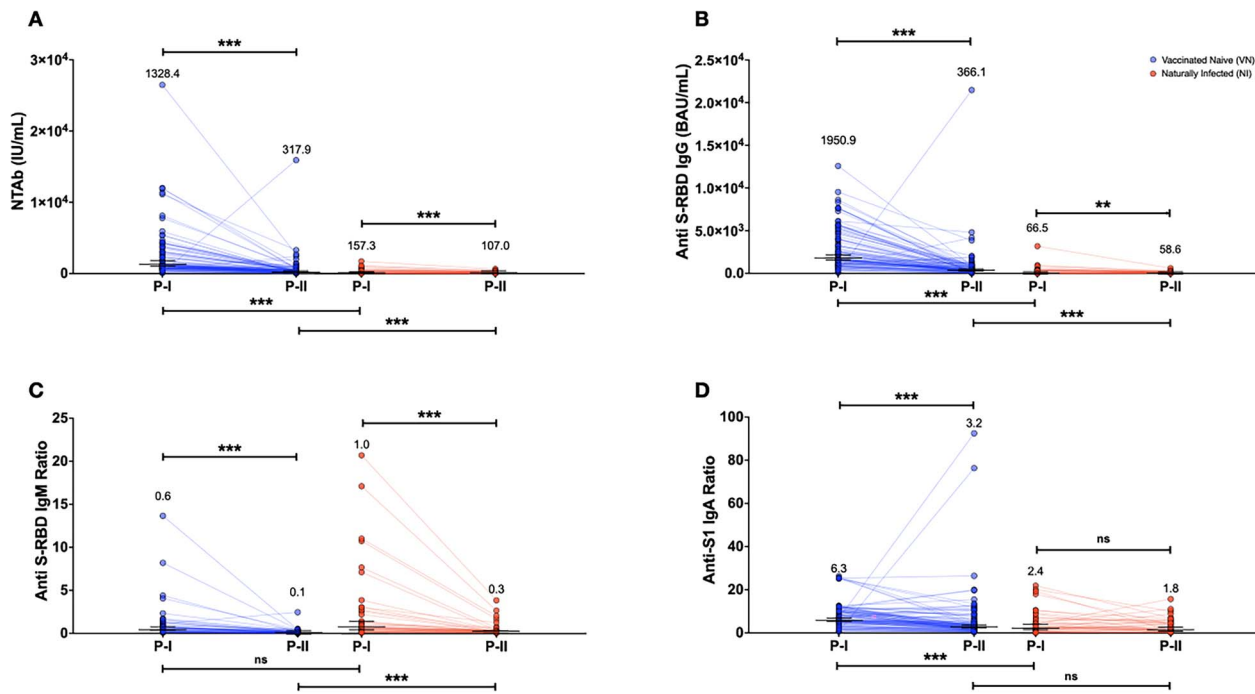 A
***
3×10⁴
1328.4
2×10⁴
317.9
NTAb (IU/mL)
1×10⁴
***
157.3
107.0
0
P-I
P-II
P-I
P-II
***
***
B
***
Vaccinated Naive (VN)
Naturally Infected (NI)
2.5×10⁴
366.1
2.0×10⁴
Anti S-RBD IgG (BAU/mL)
1950.9
1.5×10⁴
1.0×10⁴
**
5.0×10³
66.5
58.6
0.0
P-I
P-II
P-I
P-II
***
***
C
25
***
***
20
1.0
Anti S-RBD IgM Ratio
0.6
15
10
5
0.1
0.3
0
P-I
P-II
P-I
P-II
ns
***
D
***
100
3.2
80
Anti-S1 IgA Ratio
60
40
ns
6.3
2.4
1.8
20
0
P-I
P-II
P-I
P-II
***
ns